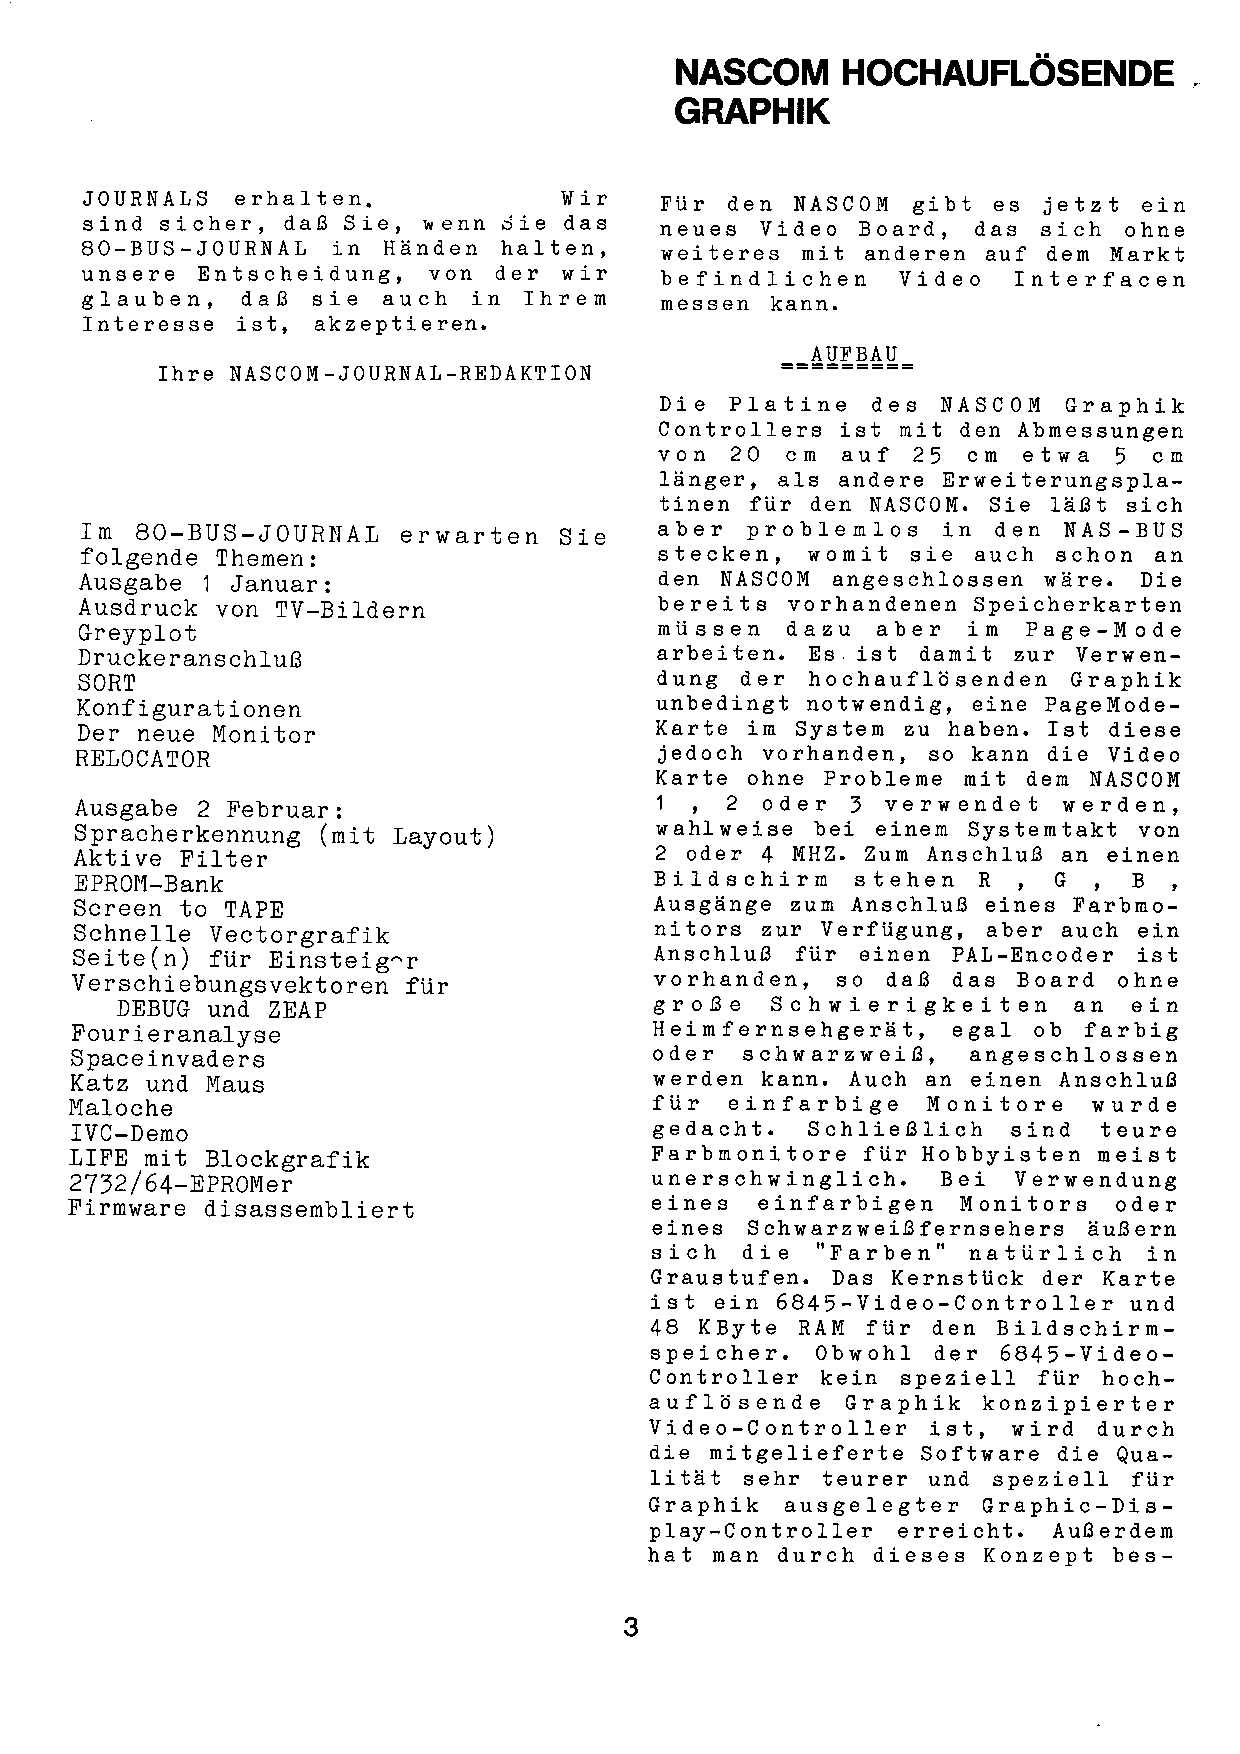 JOURNALS erhalten. Wir
sind sicher, daß Sie, wenn Sie das
80-BUS-JOURNAL in Händen halten,
unsere Entscheidung, von der wir
glauben, daß sie auch in Ihrem
Interesse ist, akzeptieren.
Ihre NASCOM-JOURNAL-REDAKTION
Im 80-BUS-JOURNAL erwarten Sie
folgende Themen:
Ausgabe 1 Januar:
Ausdruck von TV-Bildern
Greyplot
Druckeranschluß
SORT
Konfigurationen
Der neue Monitor
RELOCATOR
Ausgabe 2 Februar:
Spracherkennung (mit Layout)
Aktive Filter
EPROM-Bank
Screen to TAPE
Schnelle Vectorgrafik
Seite(n) für Einsteig^r
Verschiebungsvektoren für
DEBUG und ZEAP
Fourieranalyse
Spaceinvaders
Katz und Maus
Maloche
IVC-Demo
LIFE mit Blockgrafik
2732/64-EPROMer
Firmware disassembliert
NASCOM HOCHAUFLÖSENDE
GRAPHIK
Für den NASCOM gibt es jetzt ein
neues Video Board, das sich ohne
weiteres mit anderen auf dem Markt
befindlichen Video Interfacen
messen kann.
__AUFBAU_
=========
Die Platine des NASCOM Graphik
Controllers ist mit den Abmessungen
von 20 cm auf 25 cm etwa 5 cm
länger, als andere Erweiterungspla-
tinen für den NASCOM. Sie läßt sich
aber problemlos in den NAS-BUS
stecken, womit sie auch schon an
den NASCOM angeschlossen wäre. Die
bereits vorhandenen Speicherkarten
müssen dazu aber im Page-Mode
arbeiten. Es ist damit zur Verwen-
dung der hochauflösenden Graphik
unbedingt notwendig, eine PageMode-
Karte im System zu haben. Ist diese
jedoch vorhanden, so kann die Video
Karte ohne Probleme mit dem NASCOM
1 , 2 oder 3 verwendet werden,
wahlweise bei einem Systemtakt von
2 oder 4 MHZ. Zum Anschluß an einen
Bildschirm stehen R , G , B ,
Ausgänge zum Anschluß eines Farbmo-
nitors zur Verfügung, aber auch ein
Anschluß für einen PAL-Encoder ist
vorhanden, so daß das Board ohne
große Schwierigkeiten an ein
Heimfernsehgerät, egal ob farbig
oder schwarzweiß, angeschlossen
werden kann. Auch an einen Anschluß
für einfarbige Monitore wurde
gedacht. Schließlich sind teure
Farbmonitore für Hobbyisten meist
unerschwinglich. Bei Verwendung
eines einfarbigen Monitors oder
eines Schwarzweißfernsehers äußern
sich die "Farben" natürlich in
Graustufen. Das Kernstück der Karte
ist ein 6845-Video-Controller und
48 KByte RAM für den Bildschirm-
speicher. Obwohl der 6845-Video-
Controller kein speziell für hoch-
auflösende Graphik konzipierter
Video-Controller ist, wird durch
die mitgelieferte Software die Qua-
lität sehr teurer und speziell für
Graphik ausgelegter Graphic-Dis-
play-Controller erreicht. Außerdem
hat man durch dieses Konzept bes-
3